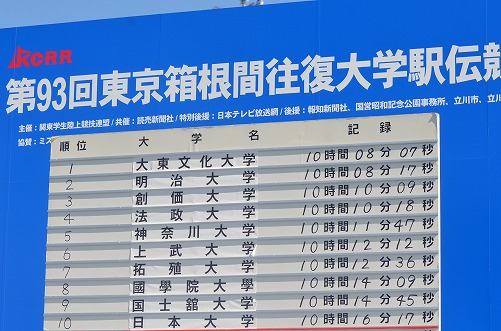 KCRR
第93回東京箱根間往復大学駅伝競
主催：関東学生陸上競技連盟／共催：読売新聞社／特別後援：日本テレビ放送網／後援：報知新聞社、国営昭和記念公園事務所、立川市、立川
協賛：ミズ
順位 大学名 記録
1 大東文化大学 10時間08分07秒
2 明治大学 10時間08分17秒
3 創価大学 10時間10分09秒
4 法政大学 10時間10分18秒
5 神奈川大学 10時間11分47秒
6 上武大学 10時間12分12秒
7 拓殖大学 10時間12分36秒
8 國學院大學 10時間14分09秒
9 国士舘大学 10時間14分45秒
10 日本大学 10時間16分17秒